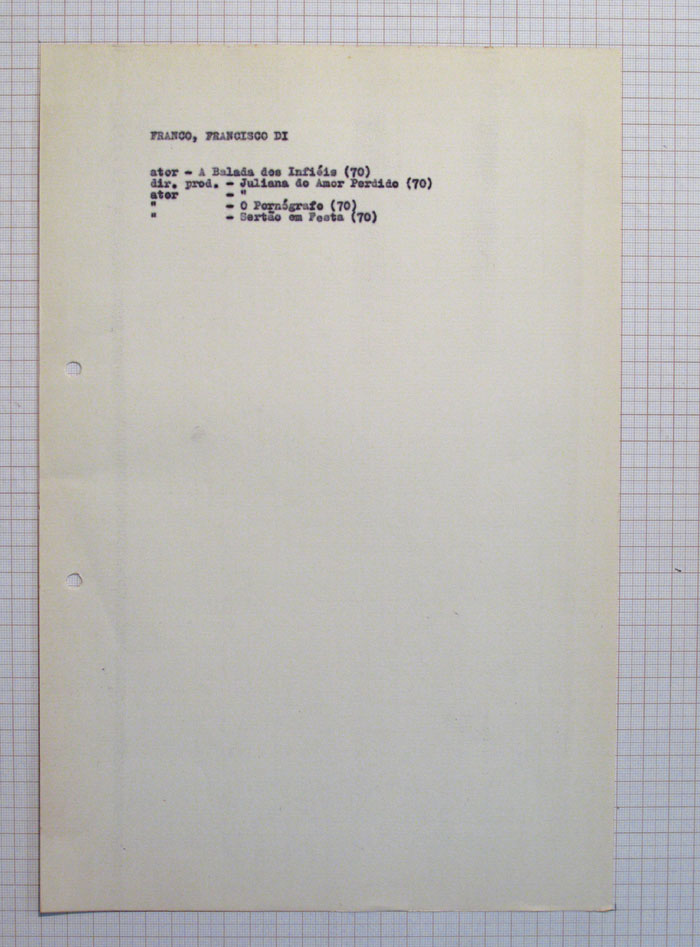 FRANCO, FRANCISCO DI
ator - A Balada dos Infiéis (70)
dir. prod. - Juliana do Amor Perdido (70)
ator - "
" - O Pornógrafo (70)
" - Sertão em Festa (70)